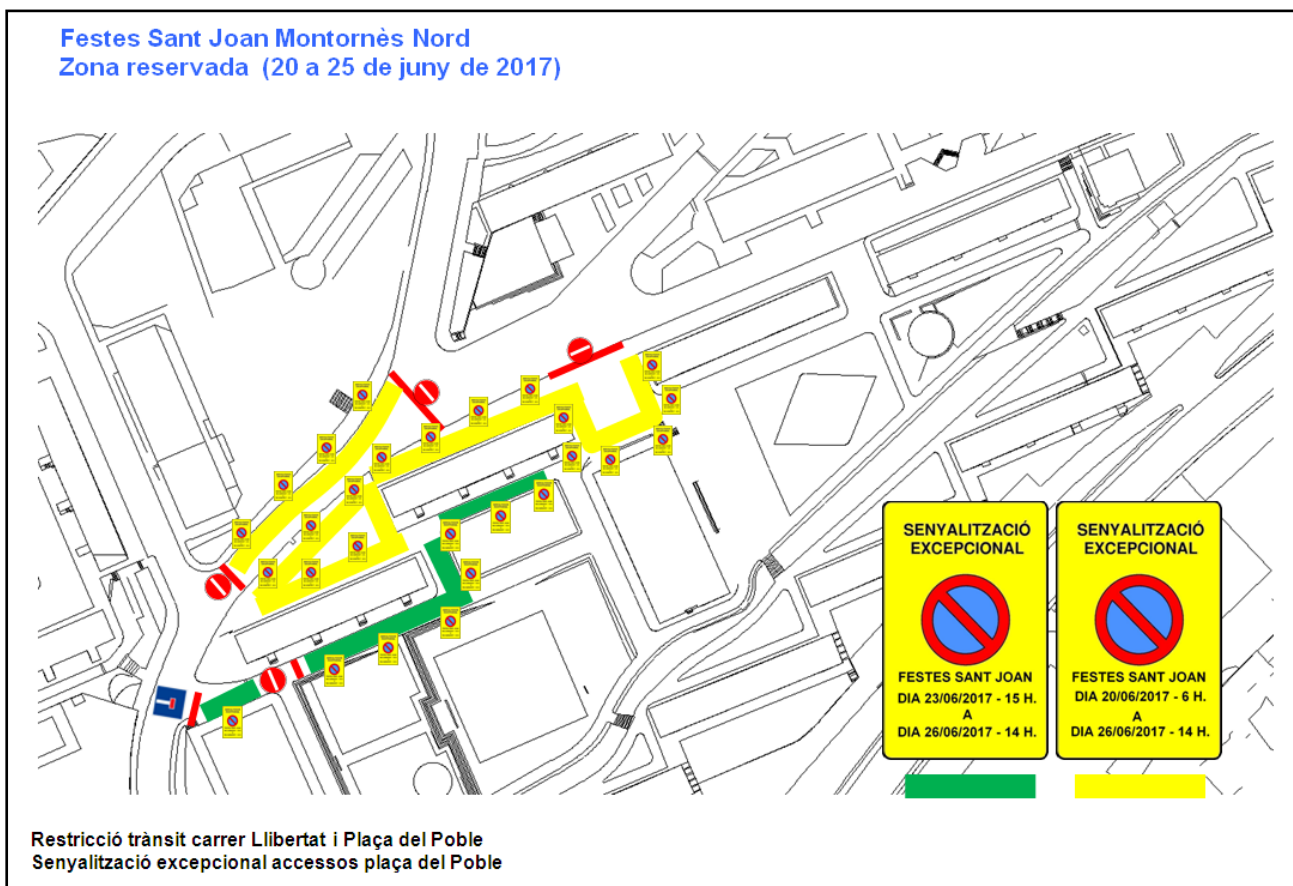 Festes Sant Joan Montornès Nord
Zona reservada (20 a 25 de juny de 2017)
SENYALITZACIÓ
EXCEPCIONAL
FESTES SANT JOAN
DIA 23/06/2017 - 15 H.
A
DIA 26/06/2017 - 14 H.
SENYALITZACIÓ
EXCEPCIONAL
FESTES SANT JOAN
DIA 20/06/2017 - 6 H.
A
DIA 26/06/2017 - 14 H.
Restricció trànsit carrer Llibertat i Plaça del Poble
Senyalització excepcional accessos plaça del Poble